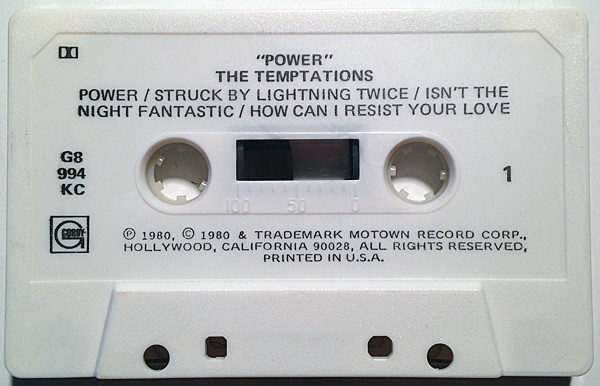 "POWER"
THE TEMPTATIONS
POWER / STRUCK BY LIGHTNING TWICE / ISN'T THE
NIGHT FANTASTIC / HOW CAN I RESIST YOUR LOVE
G8
994
KC
1
100 50 0
GORDY
Ⓟ 1980, © 1980 & TRADEMARK MOTOWN RECORD CORP.,
HOLLYWOOD, CALIFORNIA 90028, ALL RIGHTS RESERVED,
PRINTED IN U.S.A.